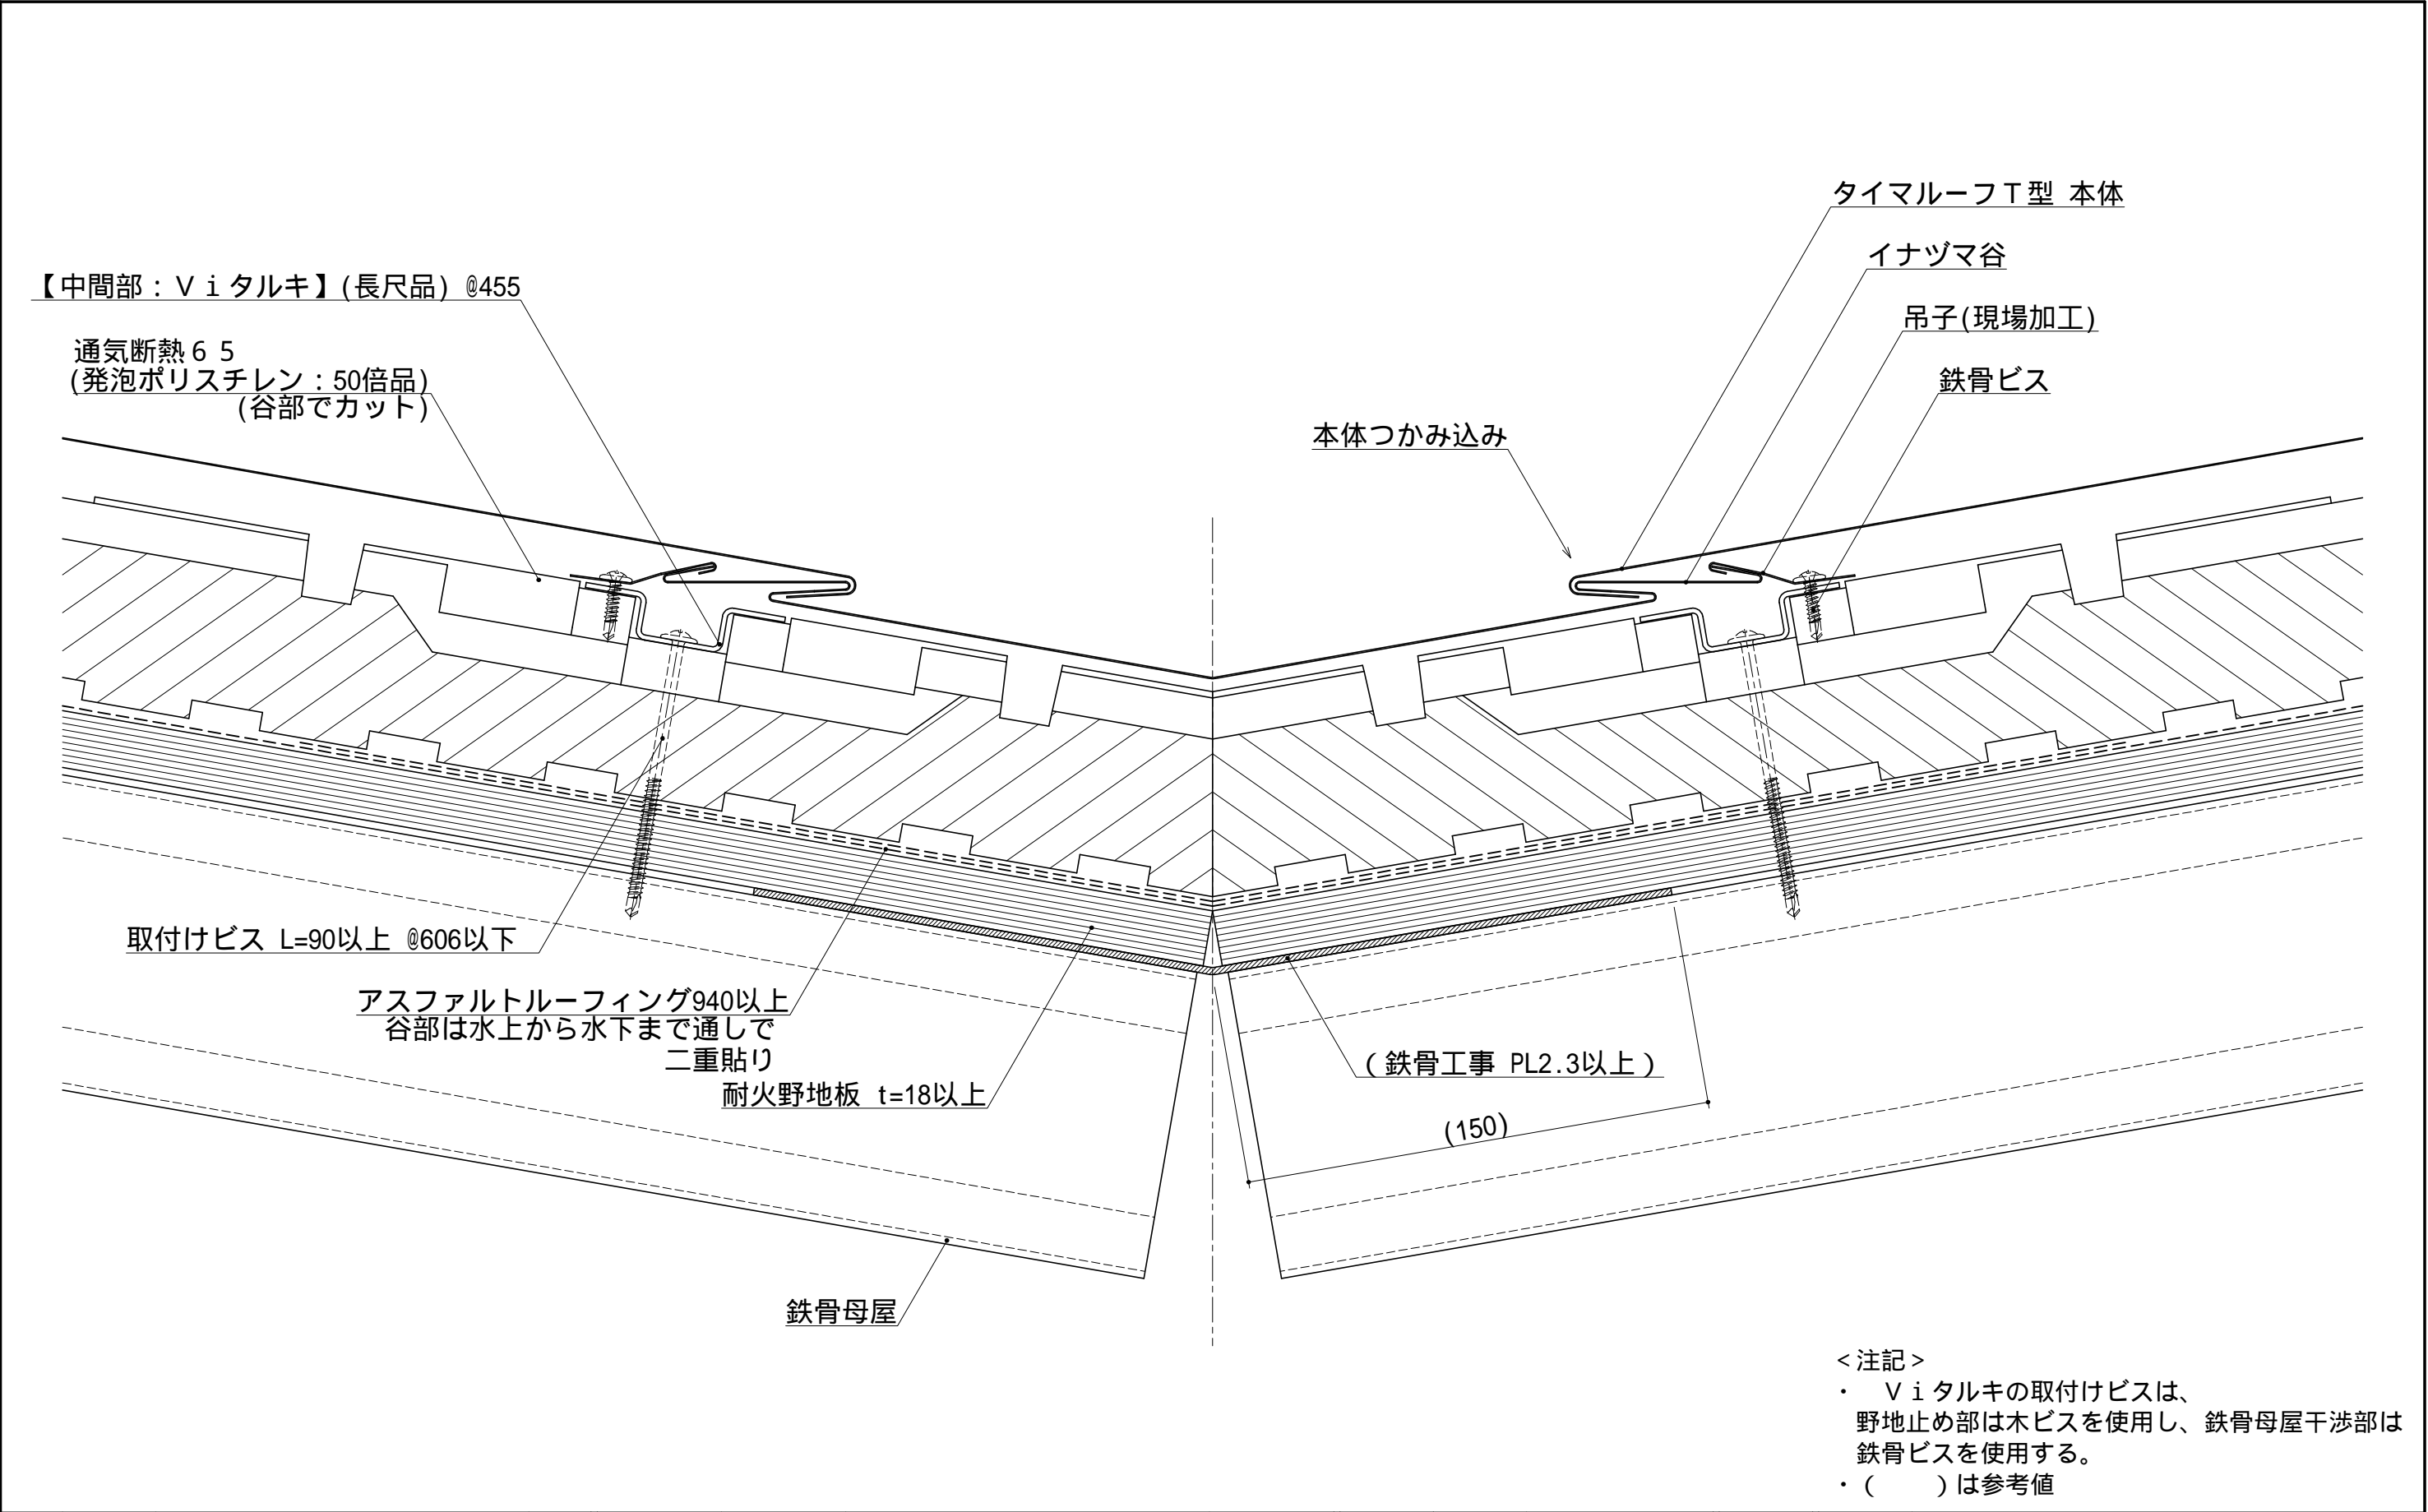 タイマルーフT型 本体
イナヅマ谷
吊子(現場加工)
鉄骨ビス
本体つかみ込み
【中間部:Viタルキ】(長尺品) @455
通気断熱65
(発泡ポリスチレン:50倍品)
(谷部でカット)
取付けビス L=90以上 @606以下
アスファルトルーフィング940以上
谷部は水上から水下まで通しで
二重貼り
耐火野地板 t=18以上
(鉄骨工事 PL2.3以上)
(150)
鉄骨母屋
<注記>
・ Viタルキの取付けビスは、
野地止め部は木ビスを使用し、鉄骨母屋干渉部は
鉄骨ビスを使用する。
・( )は参考値